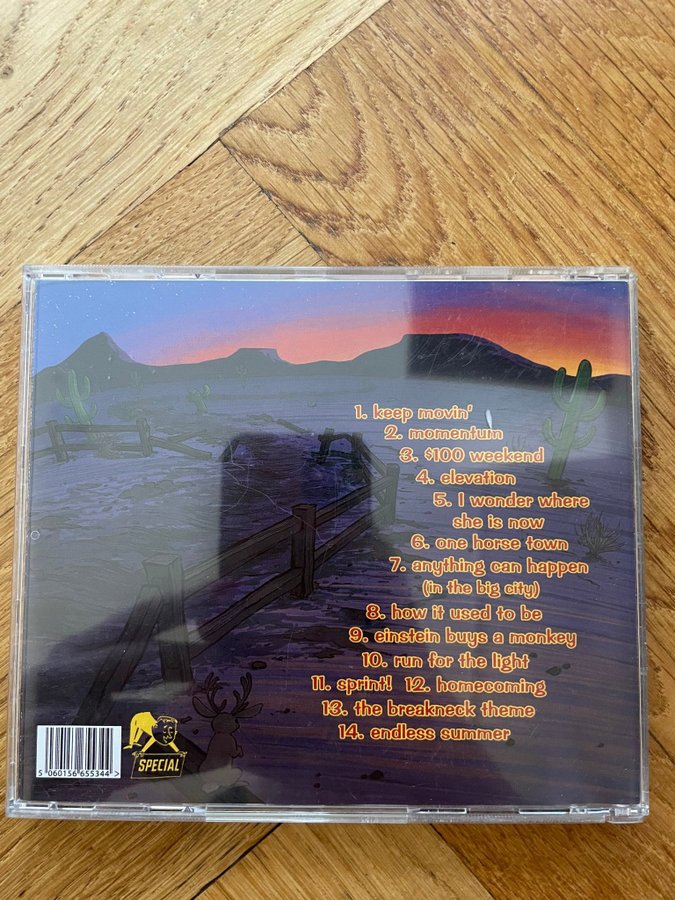 1. keep movin'
2. momentum
3. $100 weekend
4. elevation
5. I wonder where
she is now
6. one horse town
7. anything can happen
(in the big city)
8. how it used to be
9. einstein buys a monkey
10. run for the light
11. sprint! 12. homecoming
13. the breakneck theme
14. endless summer
SPECIAL
5 060156 655344 >